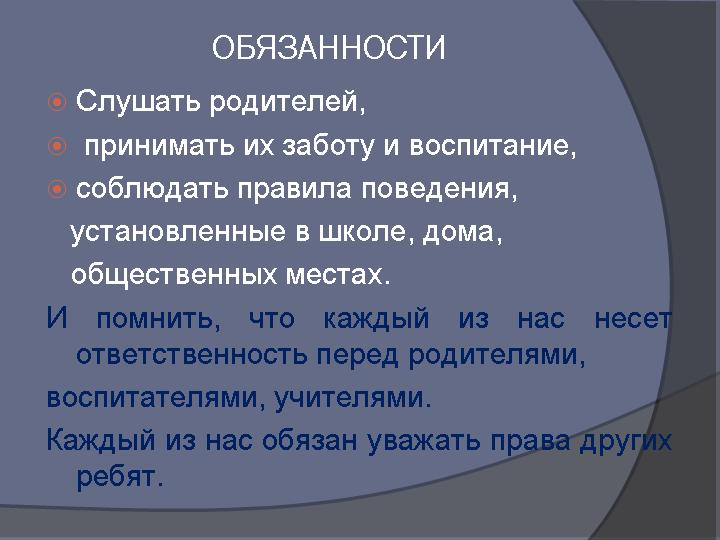 ОБЯЗАННОСТИ
Слушать родителей,
принимать их заботу и воспитание,
соблюдать правила поведения,
установленные в школе, дома,
общественных местах.
И помнить, что каждый из нас несет
ответственность перед родителями,
воспитателями, учителями.
Каждый из нас обязан уважать права других
ребят.